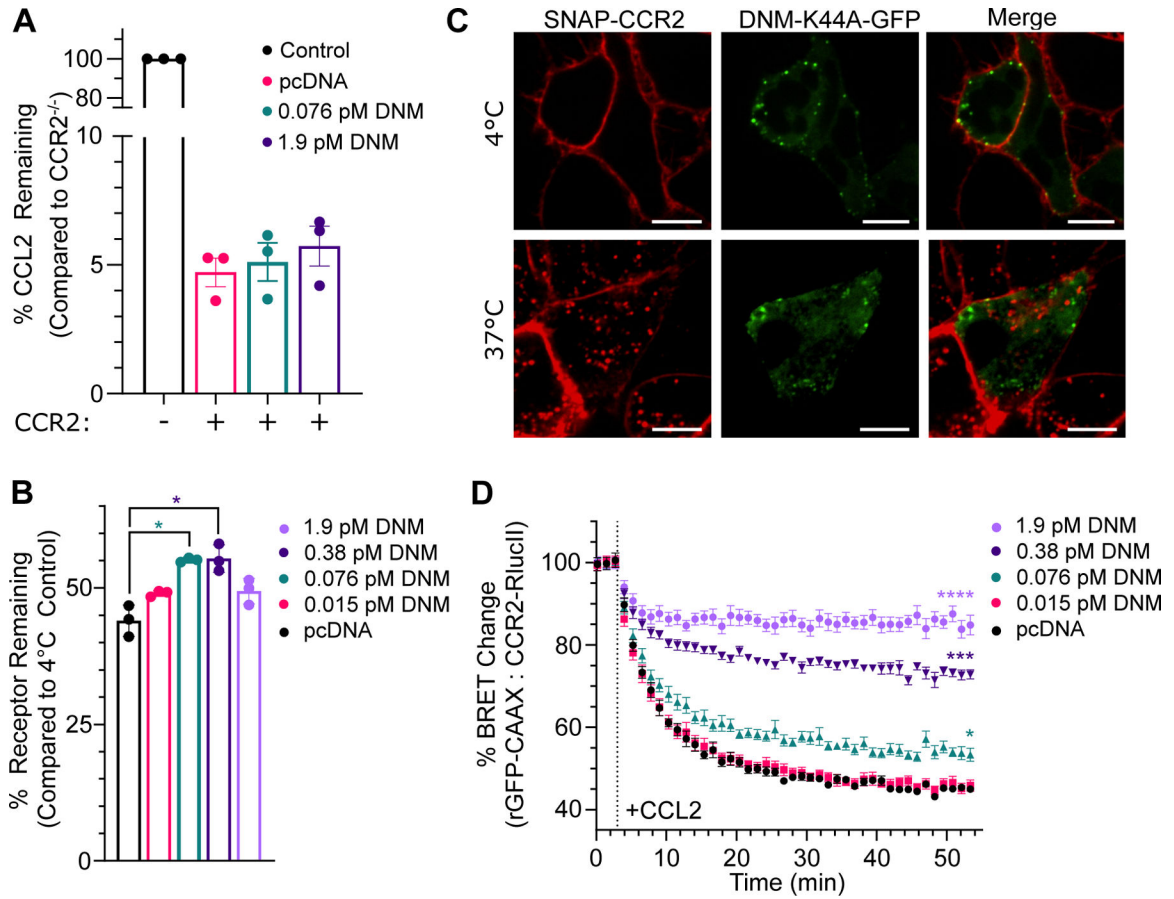 A
% CCL2 Remaining
(Compared to CCR2-/-)
100
80
10
5
0
Control
pcDNA
0.076 pM DNM
1.9 pM DNM
CCR2: - + + +
C
SNAP-CCR2 DNM-K44A-GFP Merge
4°C
37°C
B
% Receptor Remaining
(Compared to 4°C Control)
50
25
0
*
*
1.9 pM DNM
0.38 pM DNM
0.076 pM DNM
0.015 pM DNM
pcDNA
D
% BRET Change
(rGFP-CAAX : CCR2-RlucII)
100
80
60
40
+CCL2
****
***
*
0 10 20 30 40 50
Time (min)
1.9 pM DNM
0.38 pM DNM
0.076 pM DNM
0.015 pM DNM
pcDNA